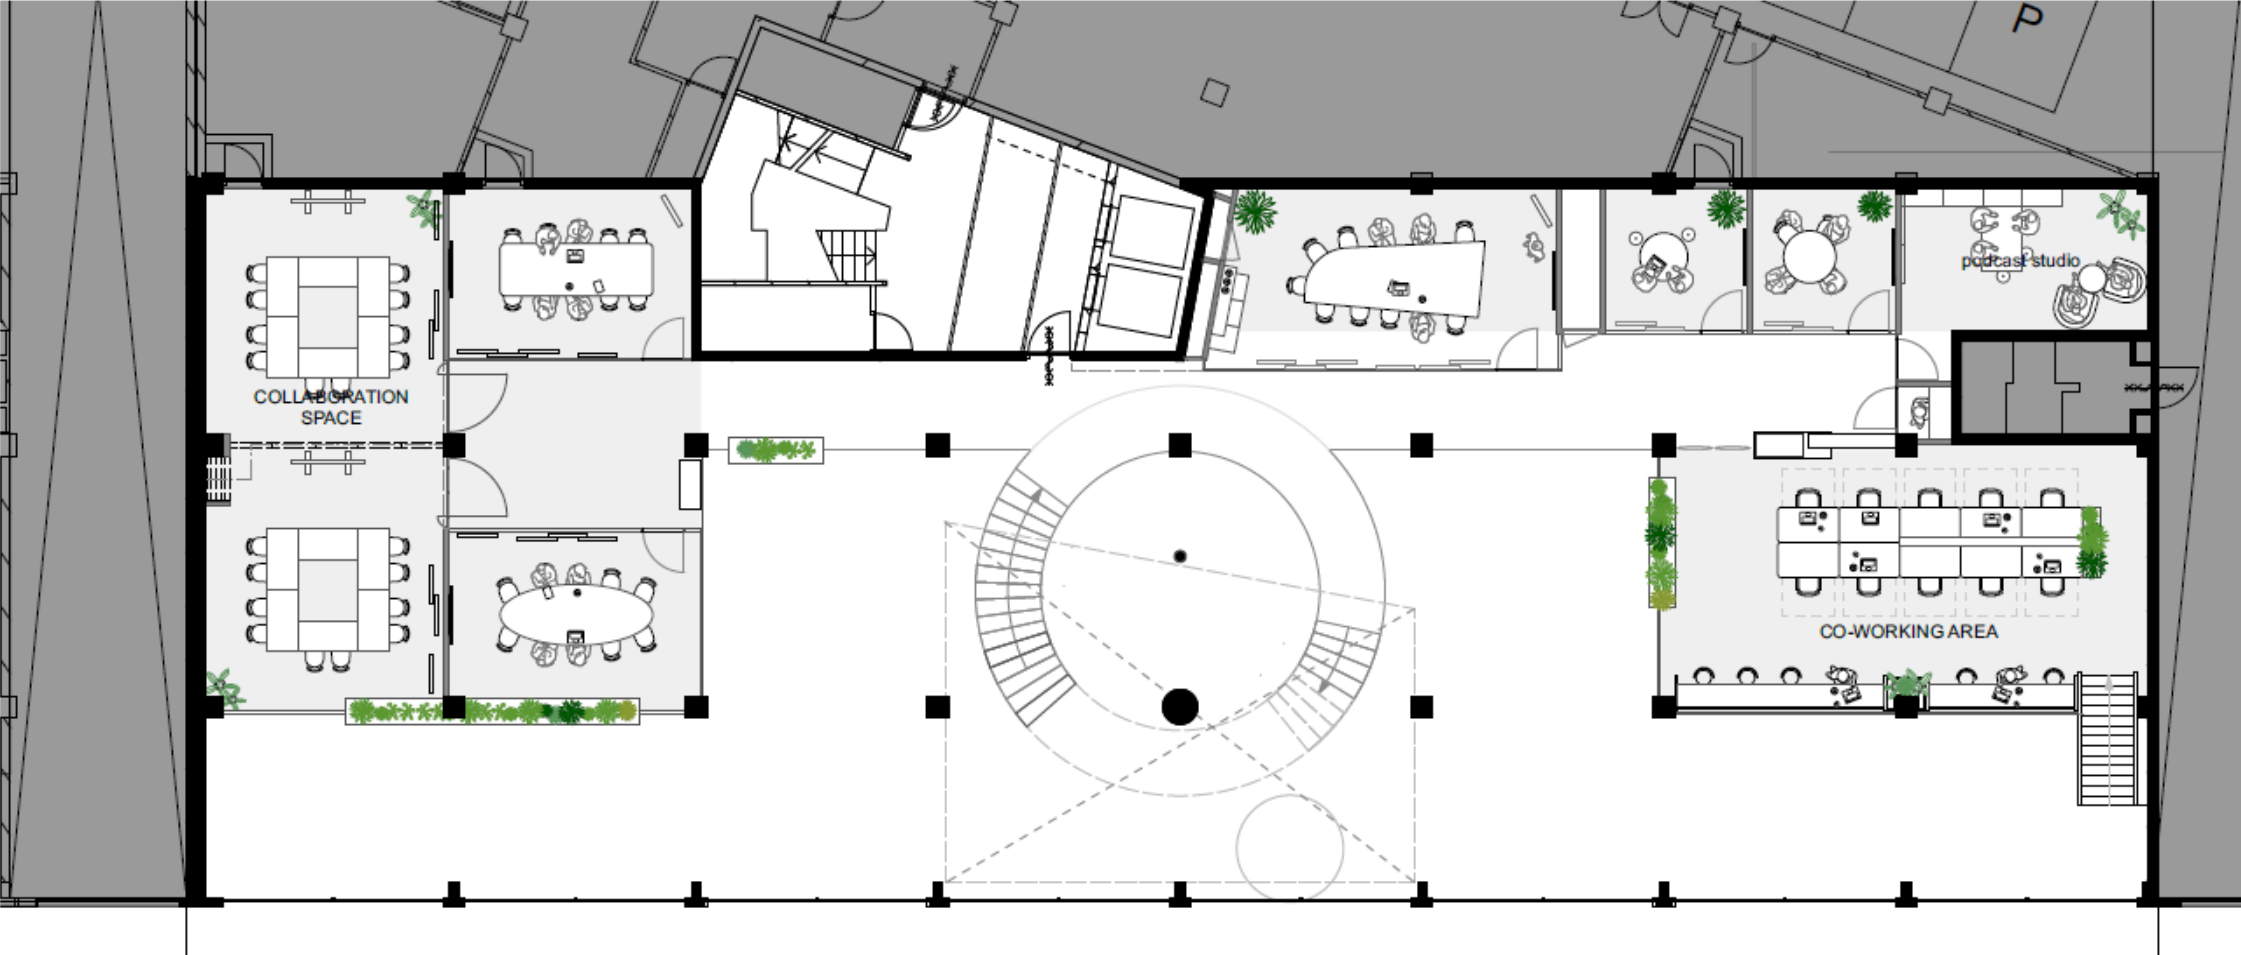 P
podcast studio
COLLABORATION
SPACE
CO-WORKING AREA